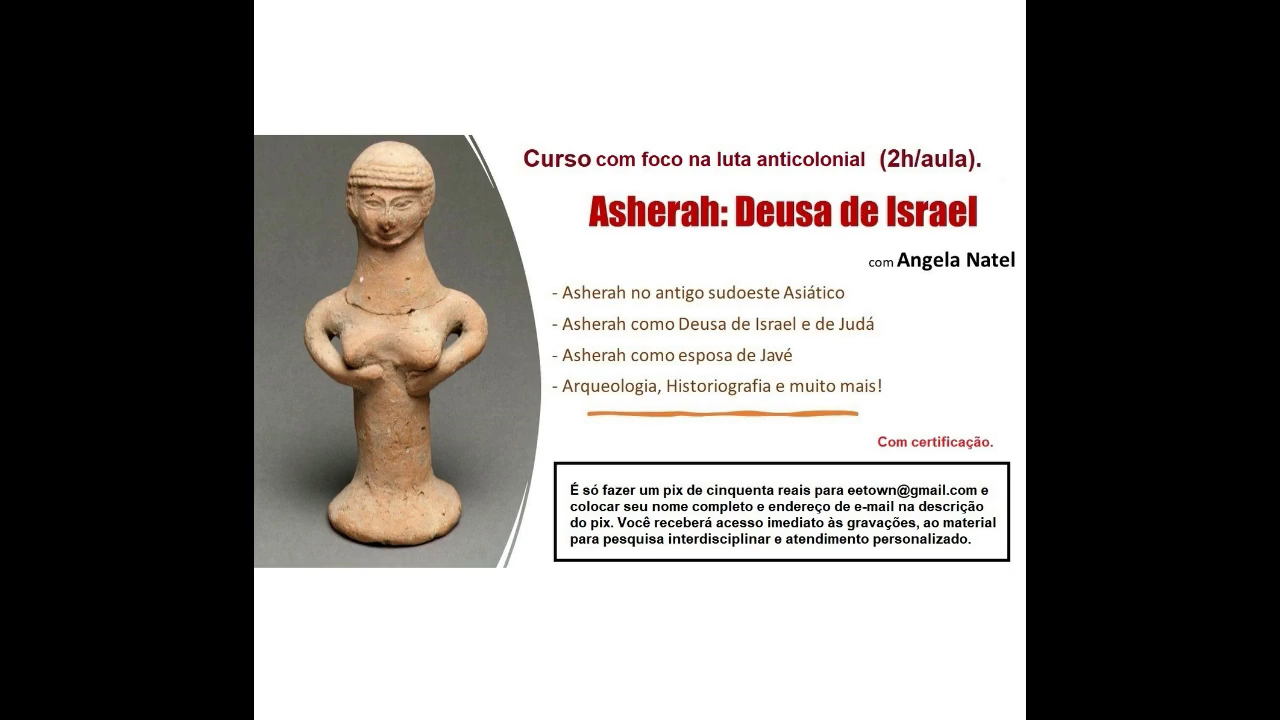 Curso com foco na luta anticolonial (2h/aula).
Asherah: Deusa de Israel
com Angela Natel
- Asherah no antigo sudoeste Asiático
- Asherah como Deusa de Israel e de Judá
- Asherah como esposa de Javé
- Arqueologia, Historiografia e muito mais!
Com certificação.
É só fazer um pix de cinquenta reais para eetown@gmail.com e
colocar seu nome completo e endereço de e-mail na descrição
do pix. Você receberá acesso imediato às gravações, ao material
para pesquisa interdisciplinar e atendimento personalizado.